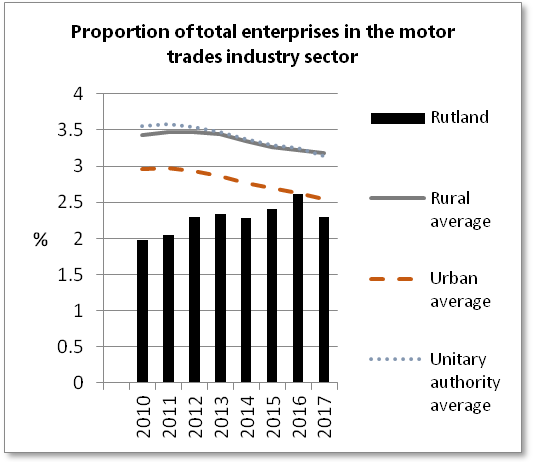 Proportion of total enterprises in the motor
trades industry sector
4
3.5
3
2.5
2
1.5
1
0.5
0
%
2010
2011
2012
2013
2014
2015
2016
2017
Rutland
Rural
average
Urban
average
Unitary
authority
average